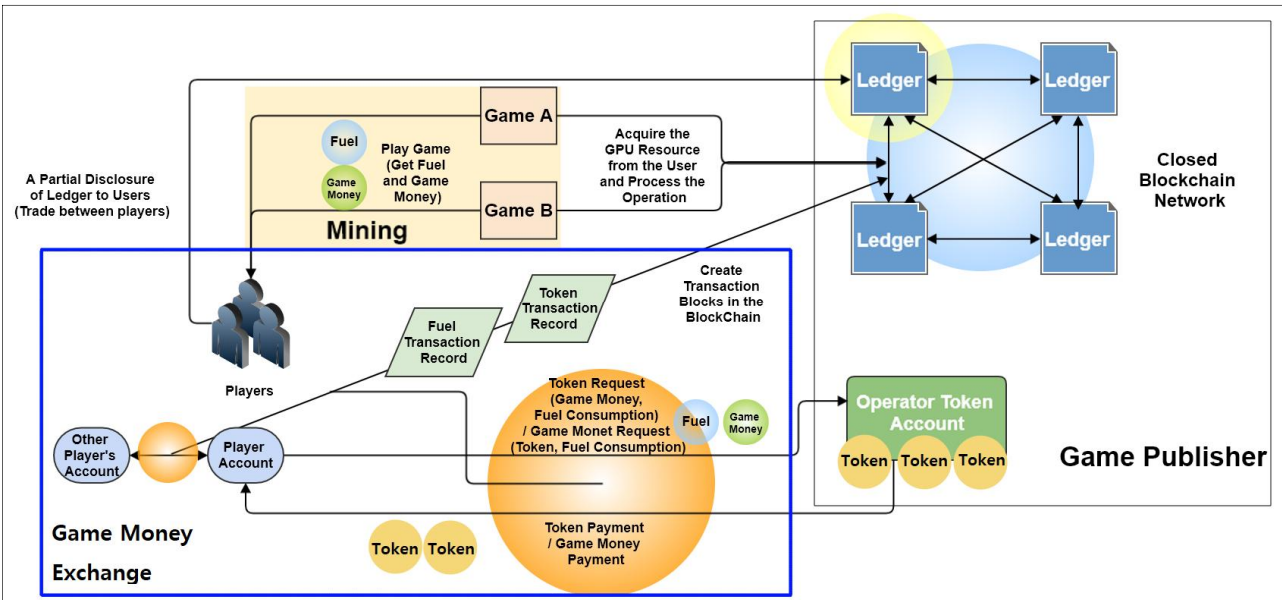 Ledger
Ledger
Ledger
Ledger
Closed
Blockchain
Network
Game A
Game B
Fuel
Game
Money
Play Game
(Get Fuel
and Game
Money)
Mining
Acquire the
GPU Resource
from the User
and Process the
Operation
A Partial Disclosure
of Ledger to Users
(Trade between players)
Create
Transaction
Blocks in the
BlockChain
Token
Transaction
Record
Fuel
Transaction
Record
Players
Other
Player's
Account
Player
Account
Token Request
(Game Money,
Fuel Consumption)
/ Game Monet Request
(Token, Fuel Consumption)
Fuel
Game
Money
Operator Token
Account
Token
Token
Token
Game Publisher
Token Payment
/ Game Money
Payment
Token
Token
Game Money
Exchange